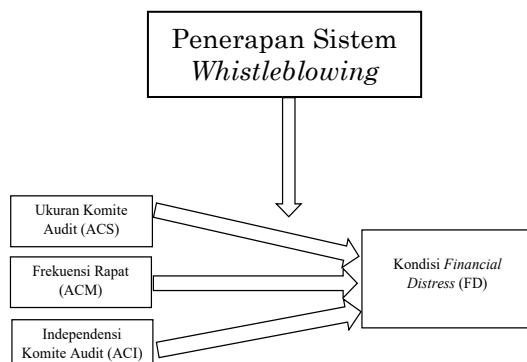 Penerapan Sistem
Whistleblowing
Ukuran Komite
Audit (ACS)
Frekuensi Rapat
(ACM)
Independensi
Komite Audit (ACI)
Kondisi Financial
Distress (FD)